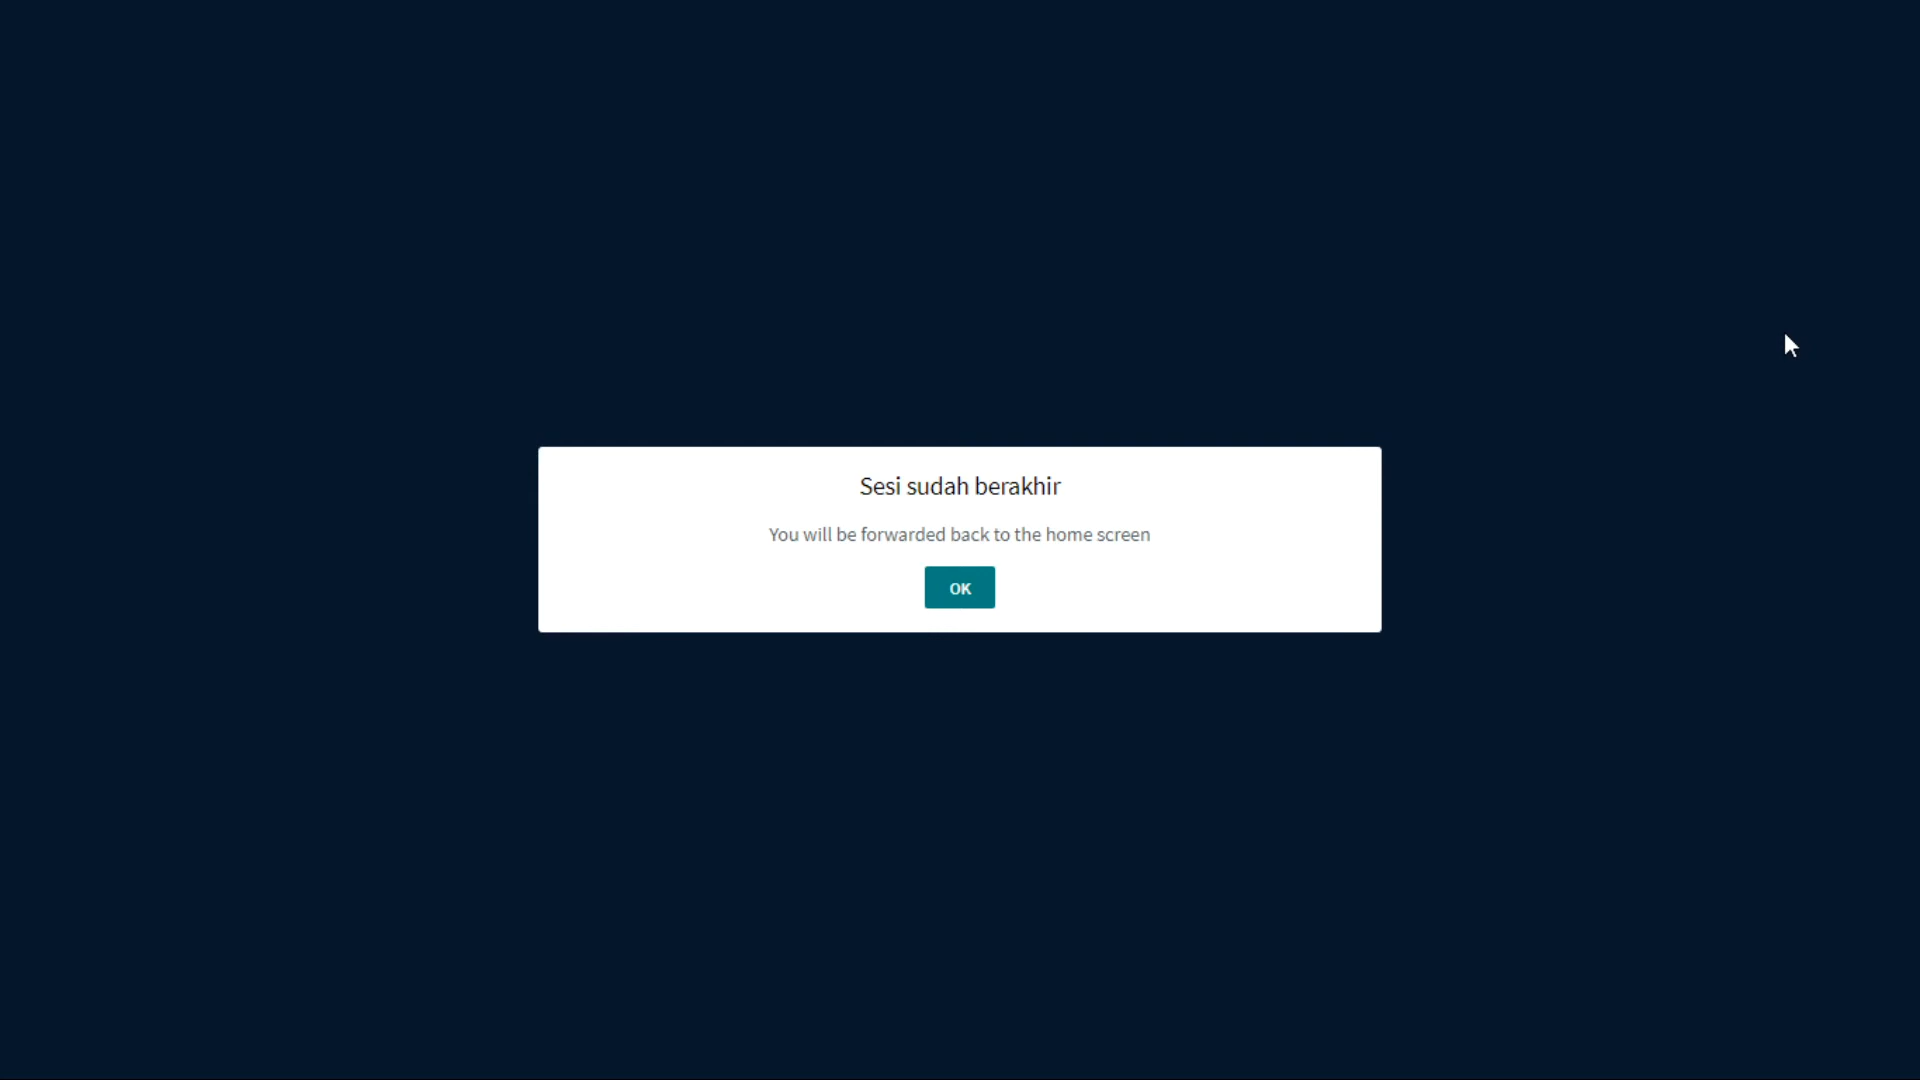 Sesi sudah berakhir
You will be forwarded back to the home screen
OK